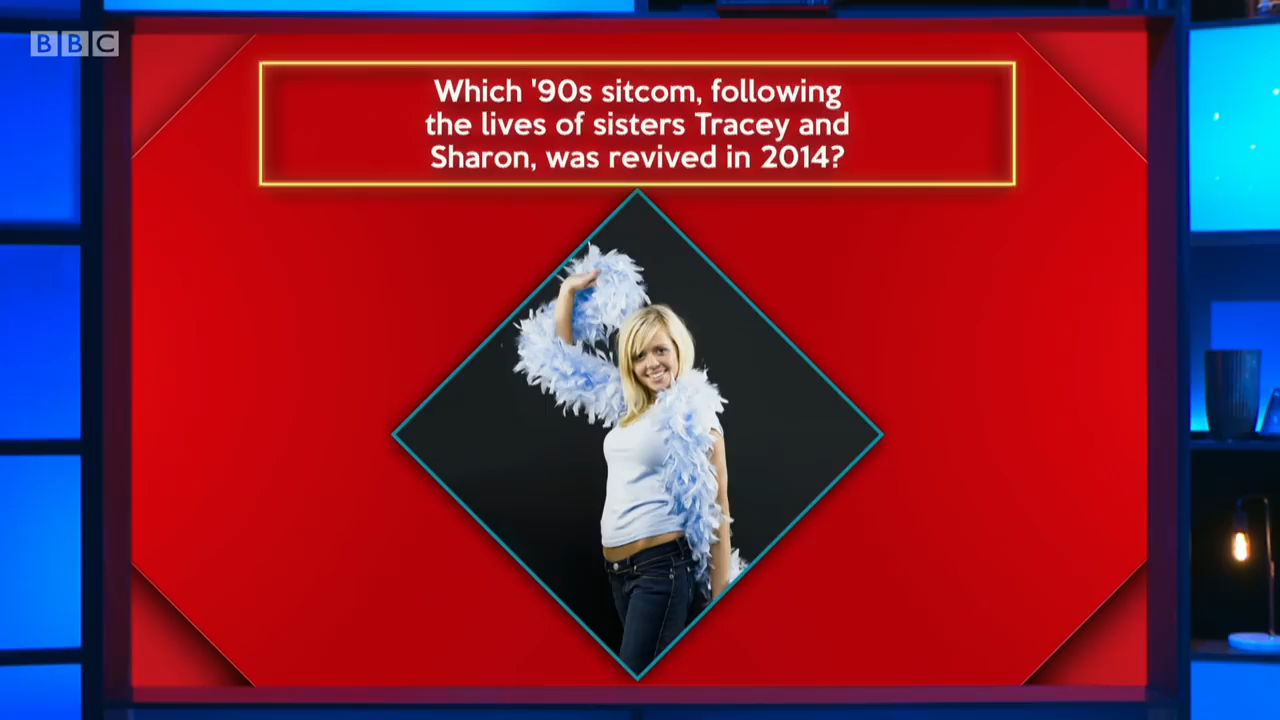 BBC
Which '90s sitcom, following
the lives of sisters Tracey and
Sharon, was revived in 2014?